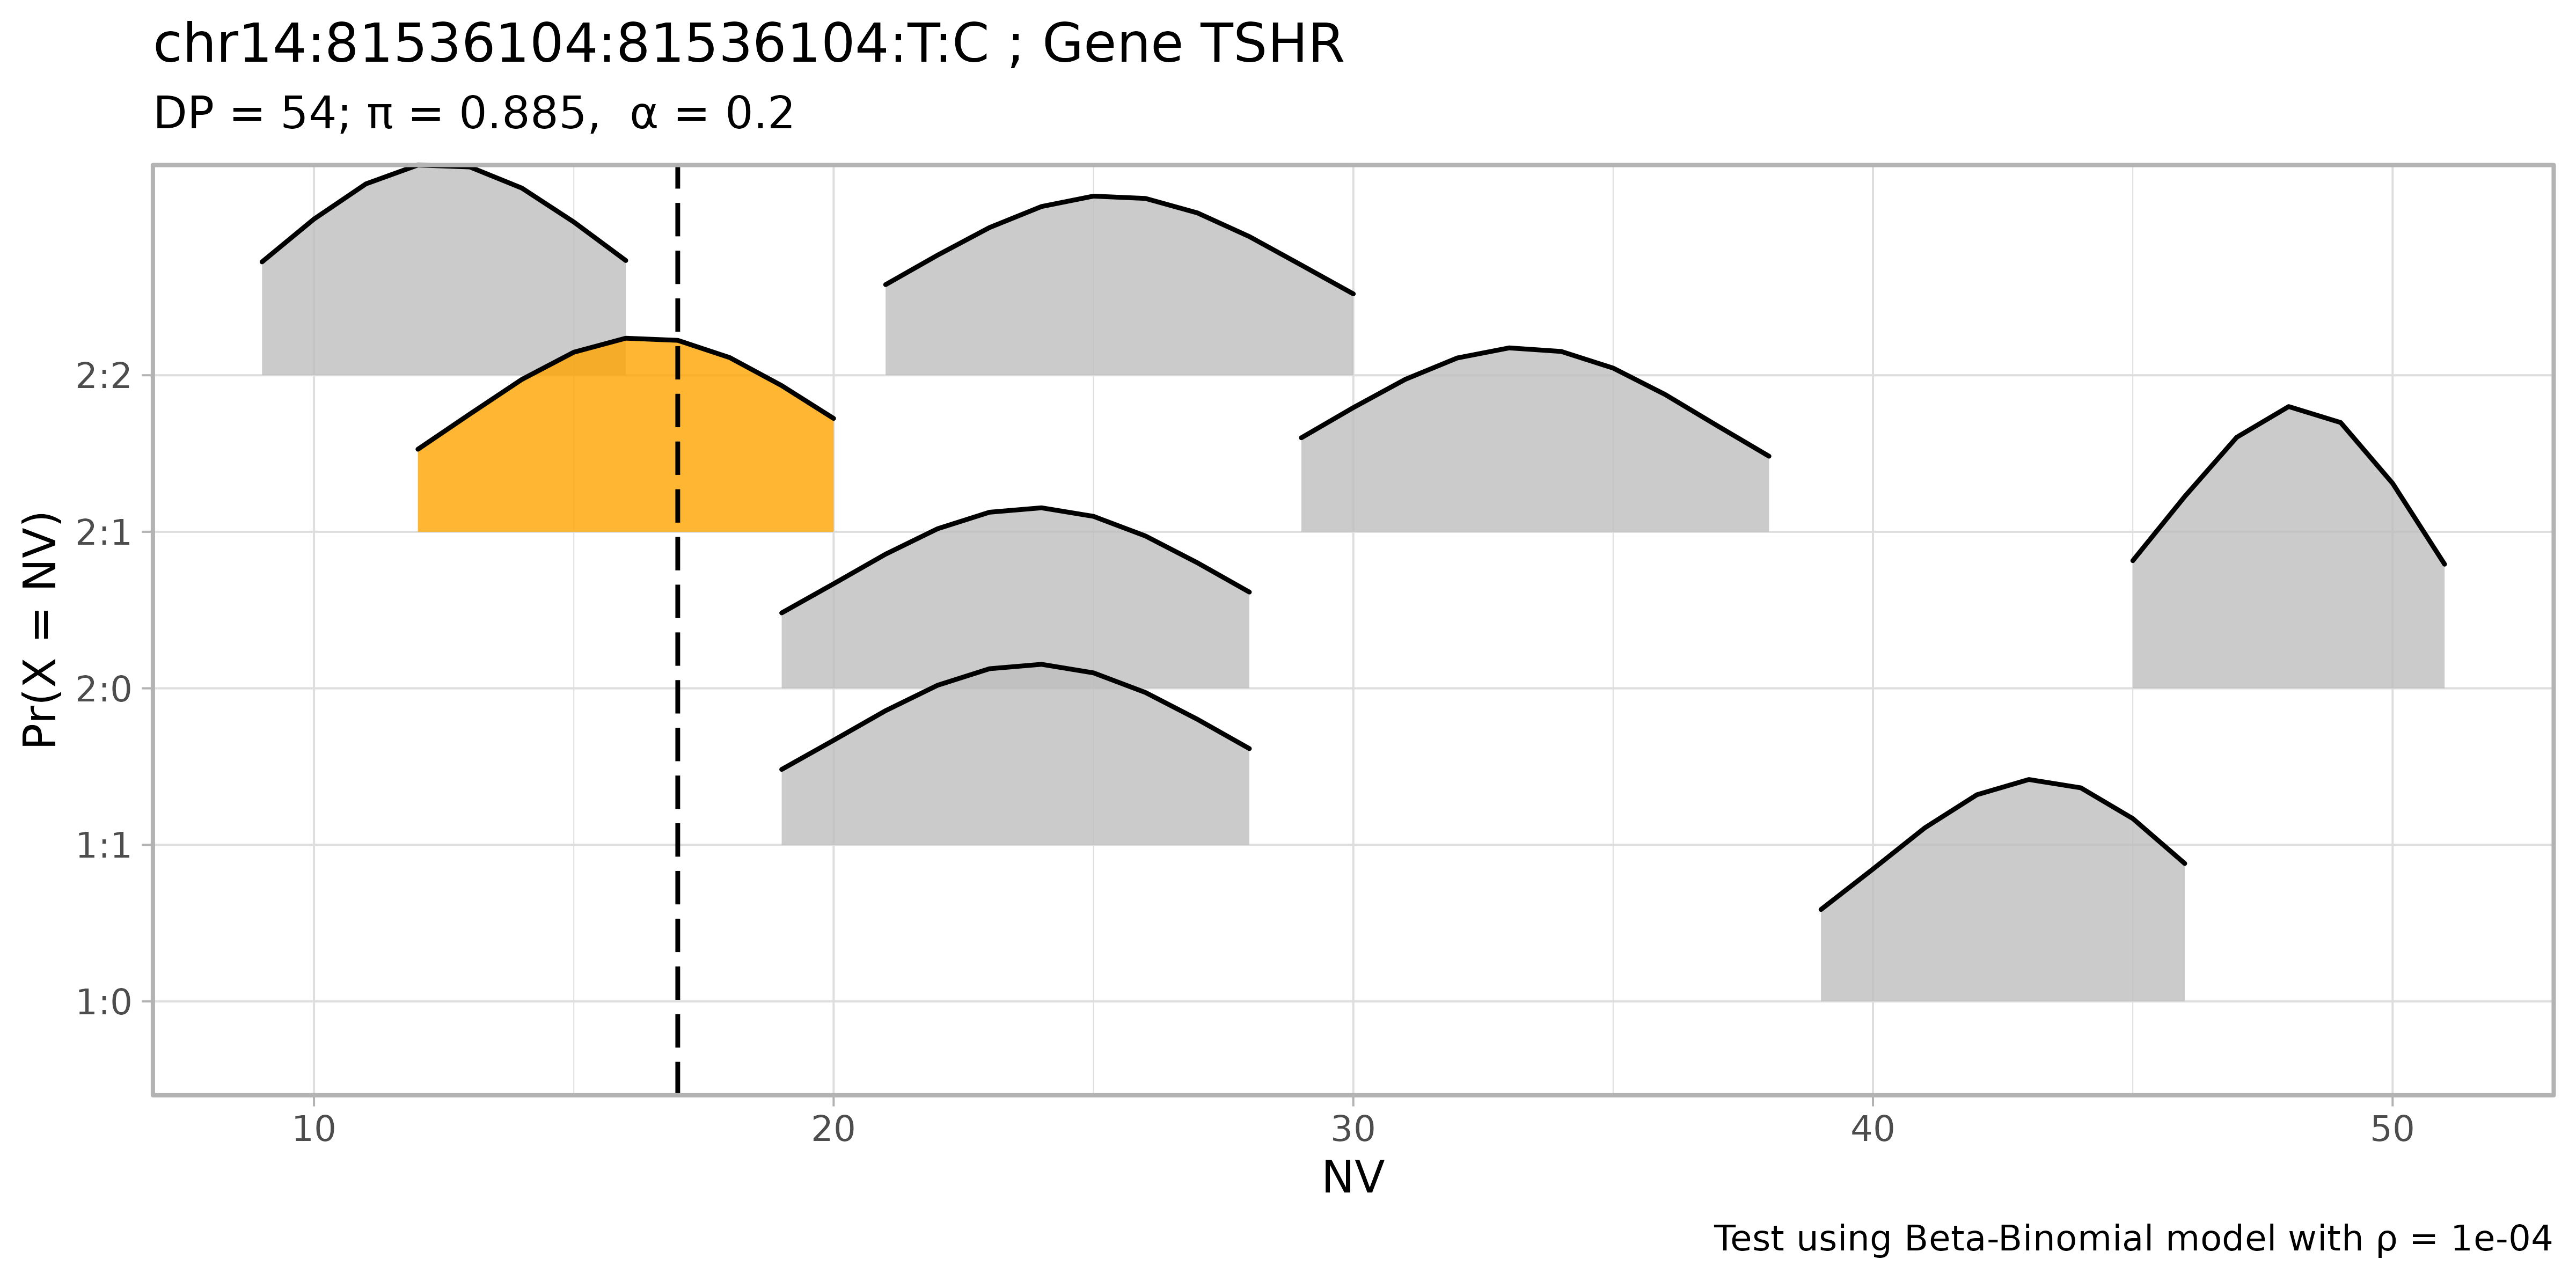 chr14:81536104:81536104:T:C ; Gene TSHR
DP = 54; π = 0.885,  α = 0.2
Pr(X = NV)
2:2
2:1
2:0
1:1
1:0
10 20 30 40 50
NV
Test using Beta-Binomial model with ρ = 1e-04